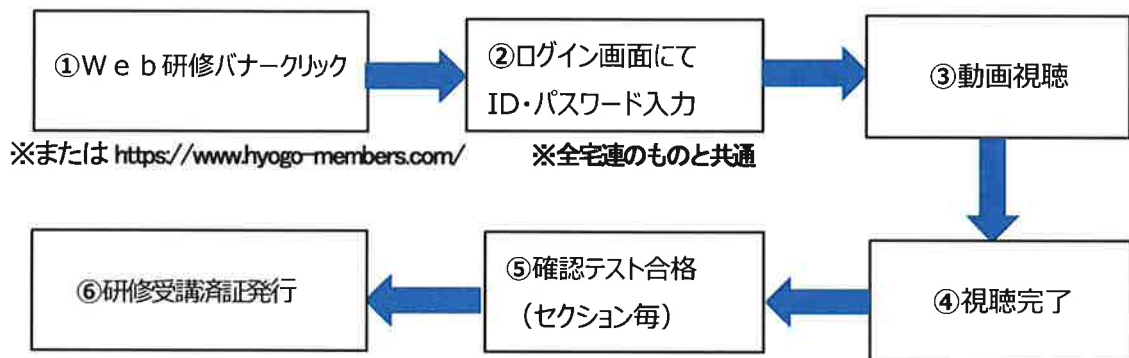 ①Ｗｅｂ研修バナークリック
※または https://www.hyogo-members.com/
②ログイン画面にて
ID・パスワード入力
※全宅連のものと共通
③動画視聴
④視聴完了
⑤確認テスト合格
（セクション毎）
⑥研修受講済証発行